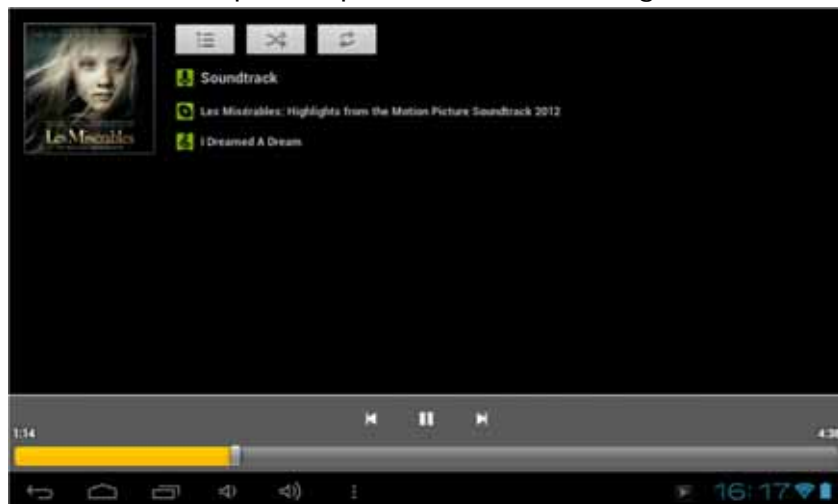 Soundtrack
Les Misérables: Highlights from the Motion Picture Soundtrack 2012
Les Misérables
I Dreamed A Dream
1:14
16:17